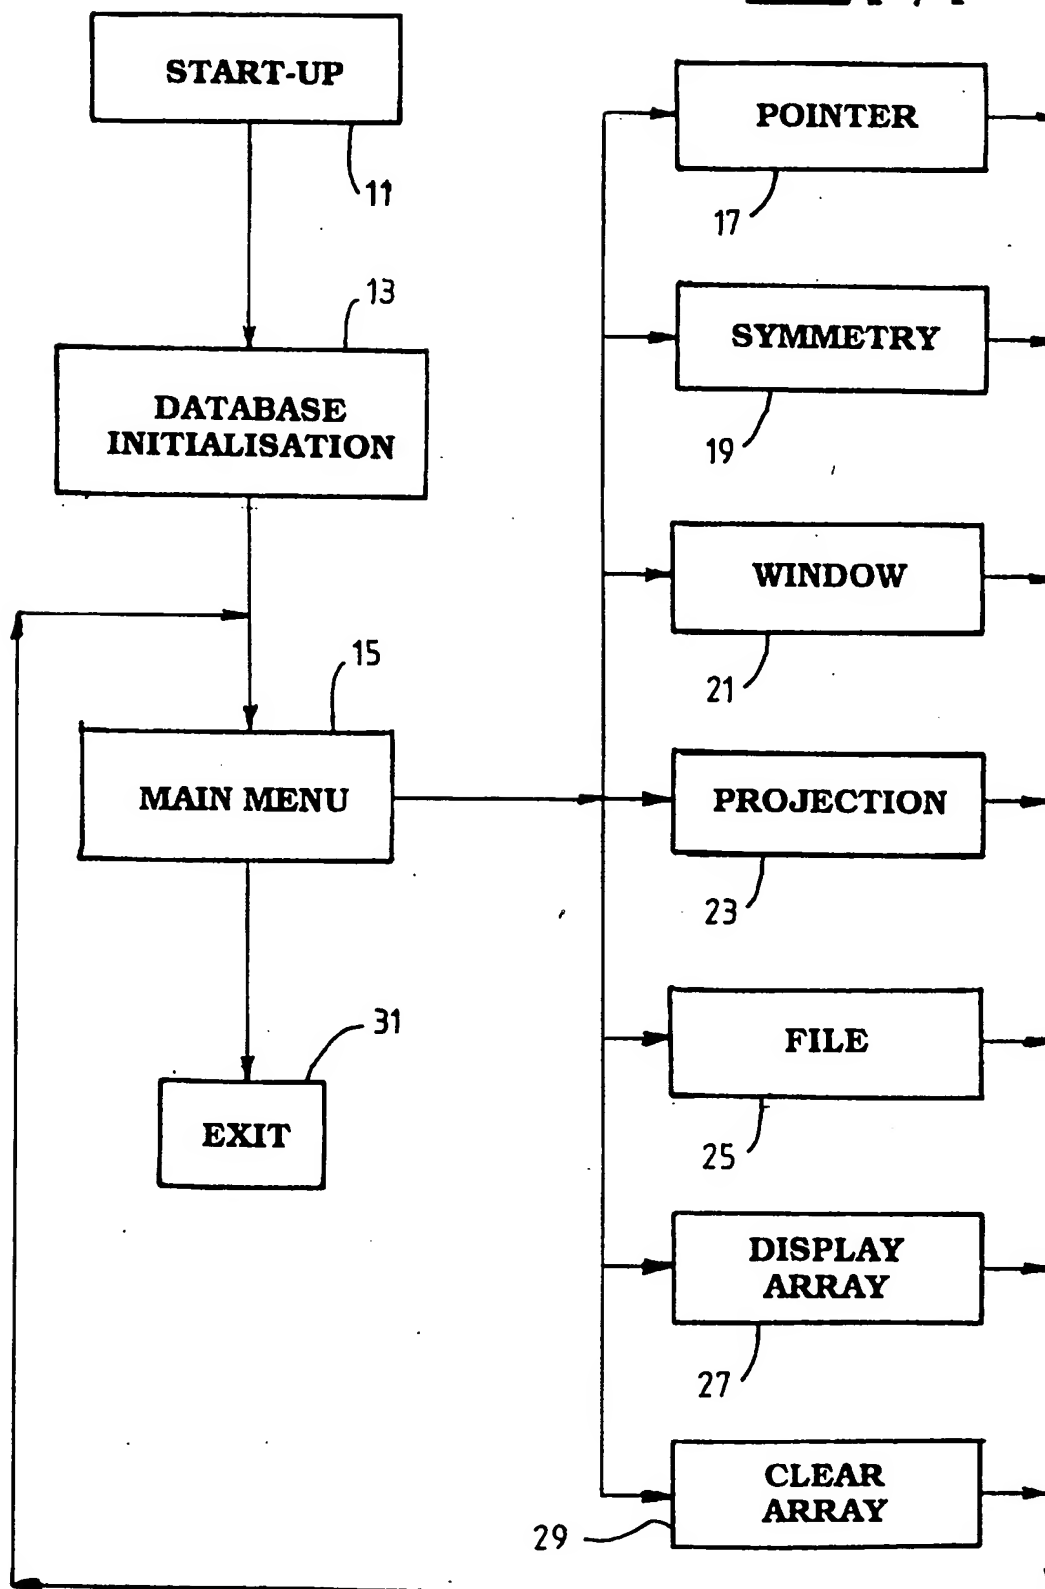 START-UP
11
13
DATABASE
INITIALISATION
15
MAIN MENU
31
EXIT
POINTER
17
SYMMETRY
19
WINDOW
21
PROJECTION
23
FILE
25
DISPLAY
ARRAY
27
CLEAR
ARRAY
29